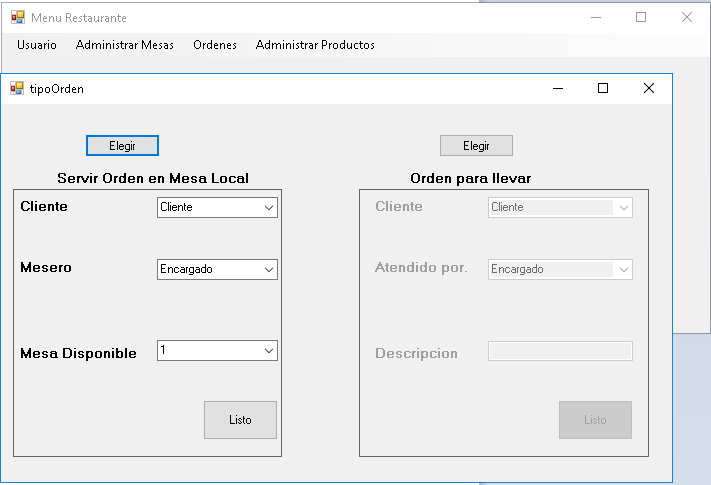 Menu Restaurante
Usuario Administrar Mesas Ordenes Administrar Productos
tipoOrden
Elegir
Servir Orden en Mesa Local
Cliente Cliente
Mesero Encargado
Mesa Disponible 1
Listo
Elegir
Orden para llevar
Cliente Cliente
Atendido por. Encargado
Descripcion
Listo